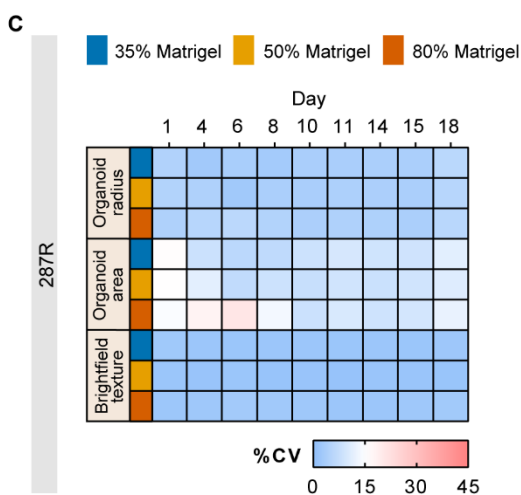 C
35% Matrigel 50% Matrigel 80% Matrigel
Day
1 4 6 8 10 11 14 15 18
287R
Organoid
radius
Organoid
area
Brightfield
texture
%CV
0 15 30 45